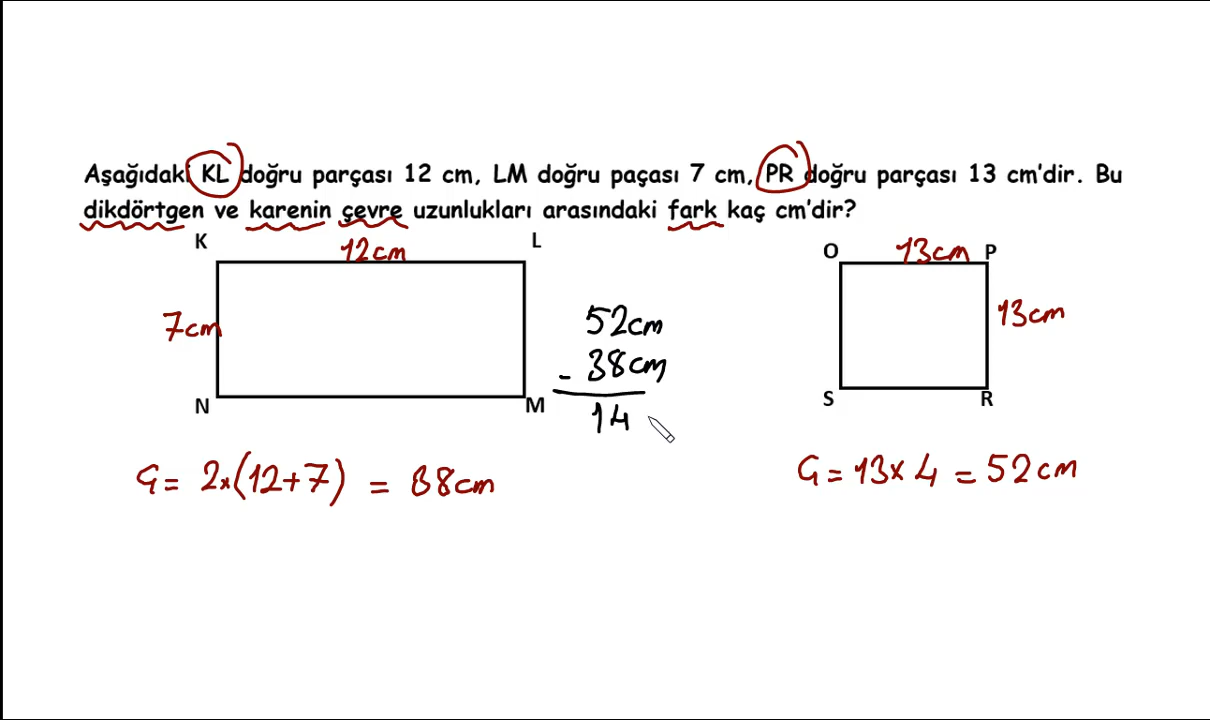 Aşağıdaki KL doğru parçası 12 cm, LM doğru paçası 7 cm, PR doğru parçası 13 cm'dir. Bu
dikdörtgen ve karenin çevre uzunlukları arasındaki fark kaç cm'dir?
K 12cm L
7cm
N M
52cm
- 38cm
14
O 13cm P
13cm
S R
Ç= 2x(12+7) = 38cm
Ç= 13x4 = 52cm